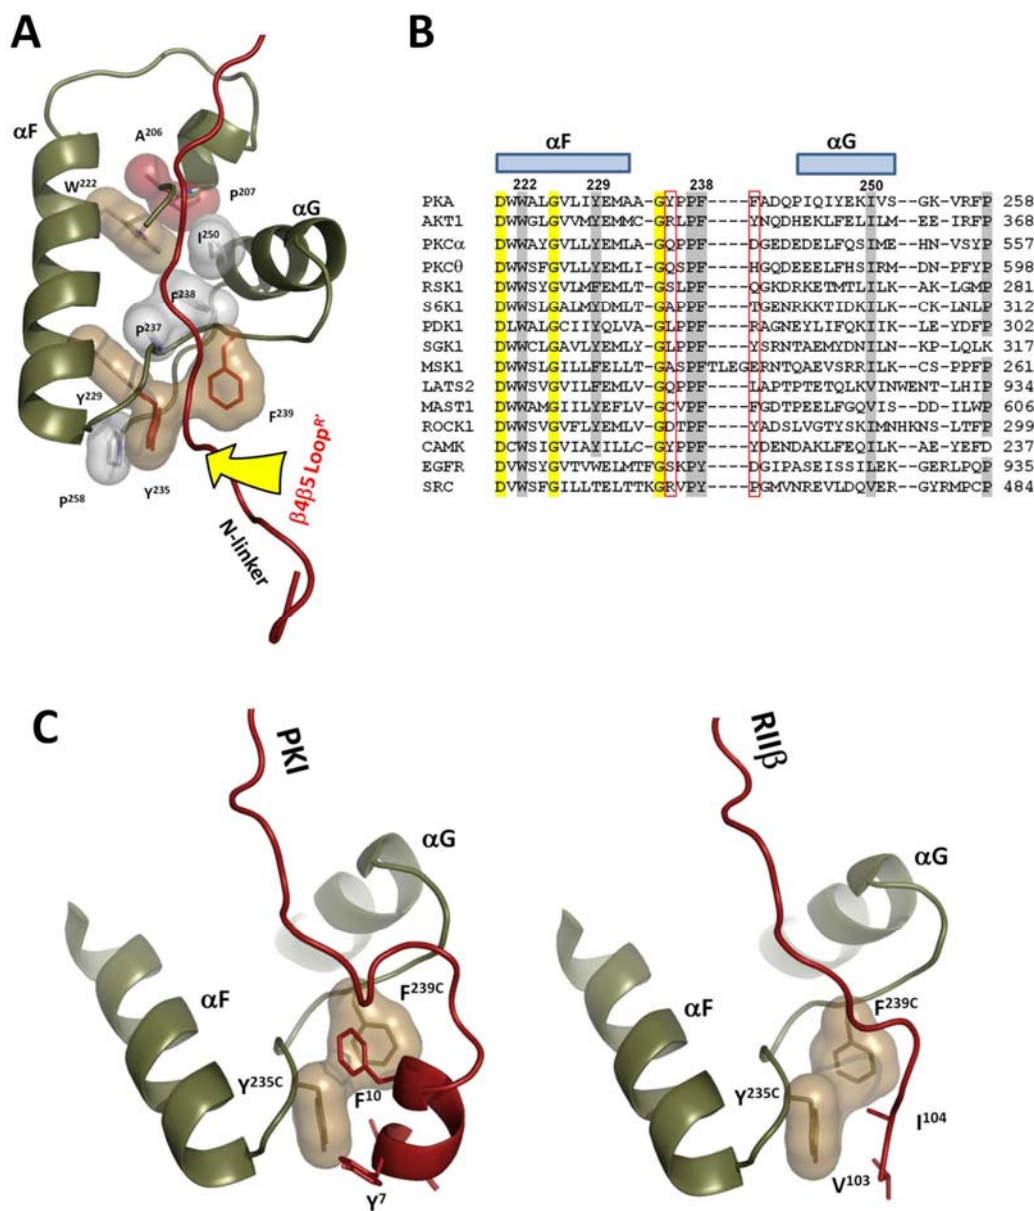 A
αF
A206
W222
P207
αG
I250
F238
P237
Y229
F239
P258
Y235
β4β5 LoopR'
N-linker
B
αF αG
222 229 238 250
PKA DWWALGVLIYEMAA-GYPPF-----FADQPIQIYEKIVS--GK-VRFP 258
AKT1 DWWGLGVVMYEMMC-GRLPF-----YNQDHEKLFELILM--EE-IRFP 368
PKCα DWWAYGVLLYEMLA-GQPPF-----DGEDEDELFQSIME--HN-VSYP 557
PKCθ DWWSFGVLLYEMLI-GQSPF-----HGQDEEELFHSIRM--DN-PFYP 598
RSK1 DWWSYGVLMFEMLT-GSLPF-----QGKDRKETMTLILK--AK-LGMP 281
S6K1 DWWSLGALMYDMLT-GAPPF-----TGENRKKTIDKILK--CK-LNLP 312
PDK1 DLWALGCIIYQLVA-GLPPF-----RAGNEYLIFQKIIK--LE-YDFP 302
SGK1 DWWCLGAVLYEMLY-GLPPF-----YSRNTAEMYDNILN--KP-LQLK 317
MSK1 DWWSLGILLFELLT-GASPFTLEGERNTQAEVSRRILK--CS-PPFP 261
LATS2 DWWSVGVILFEMLV-GQPPF-----LAPTPTETQLKVINWENT-LHIP 934
MAST1 DWWAMGIILYEFLV-GCVPF-----FGDTPEELFGQVIS--DD-ILWP 606
ROCK1 DWWSVGVFLYEMLV-GDTPF-----YADSLVGTYSKIMNHKNS-LTFP 299
CAMK DCWSIGVIAYILLC-GYPPF-----YDENDAKLFEQILK--AE-YEFD 237
EGFR DVWSYGVTVWELMTFGSKPY-----DGIPASEISSILEK--GERLPQP 935
SRC DVWSFGILLTELTTKGRVPY-----PGMVNREVLDQVER--GYRMPCP 484
C
PKI
αG
F239C
αF
Y235C
F10
Y7
RIIβ
αG
F239C
αF
Y235C
I104
V103